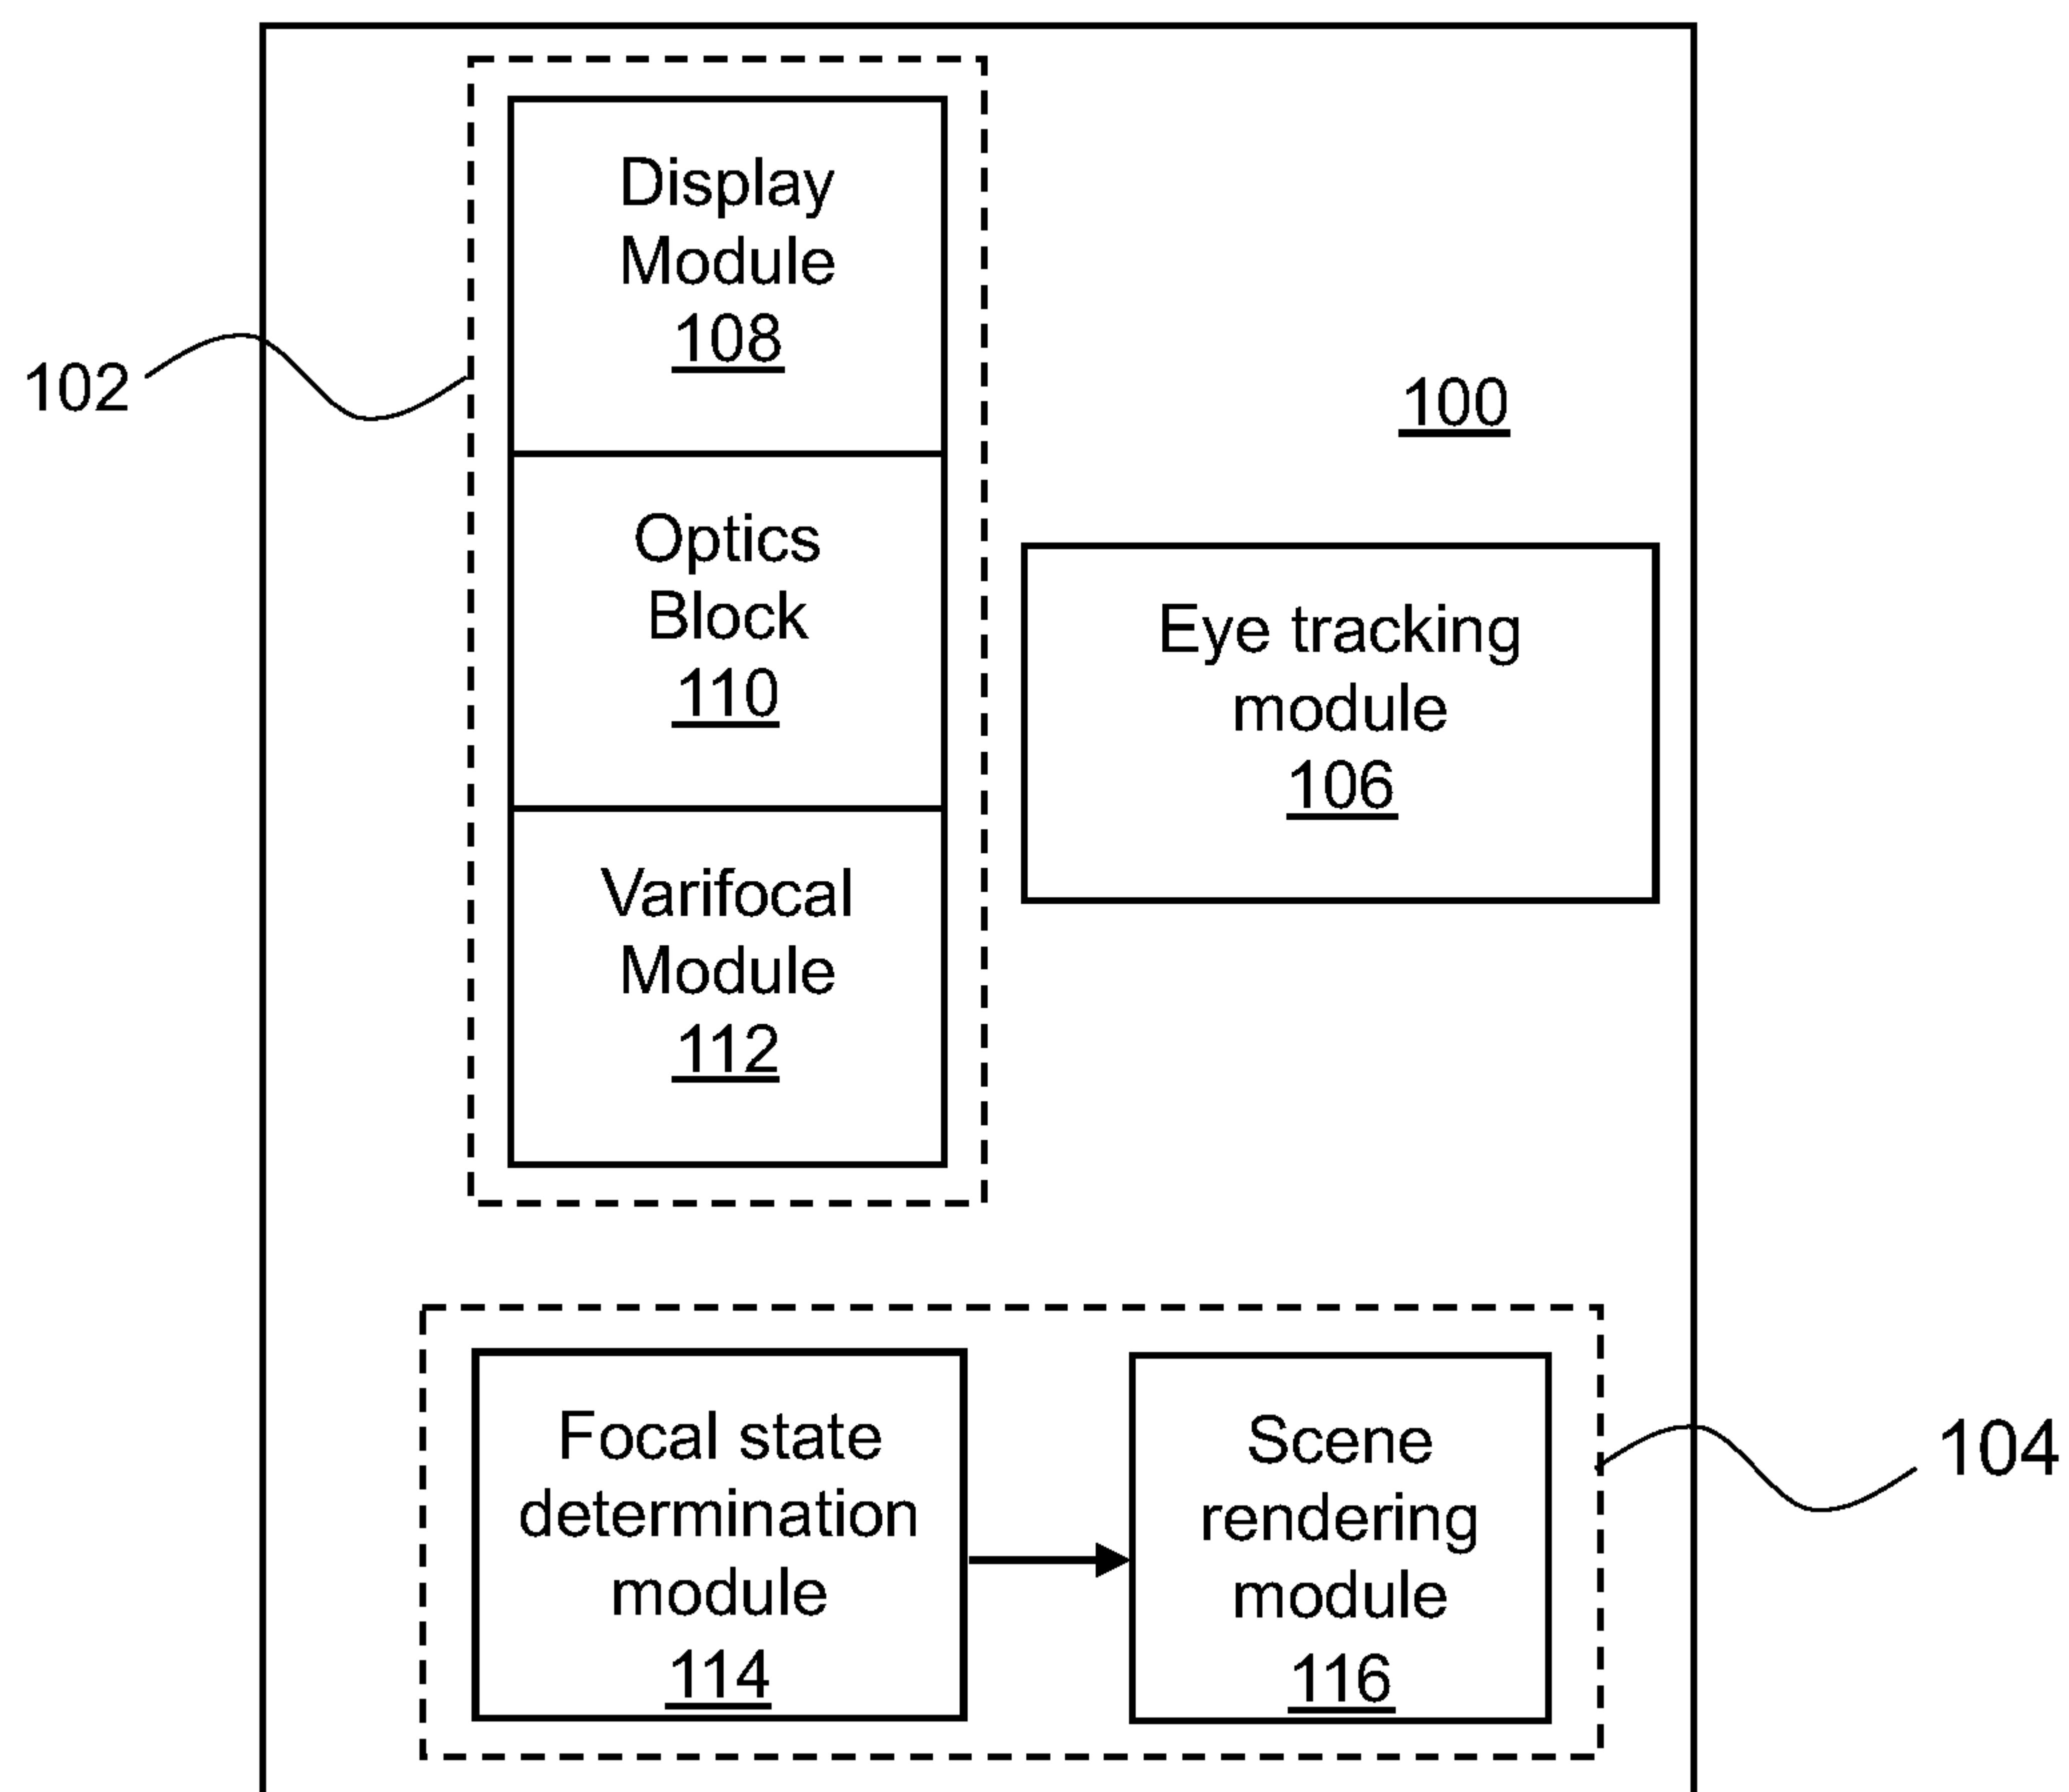 Display
Module
108
102
100
Optics
Block
110
Eye tracking
module
106
Varifocal
Module
112
Focal state
determination
module
114
Scene
rendering
module
116
104